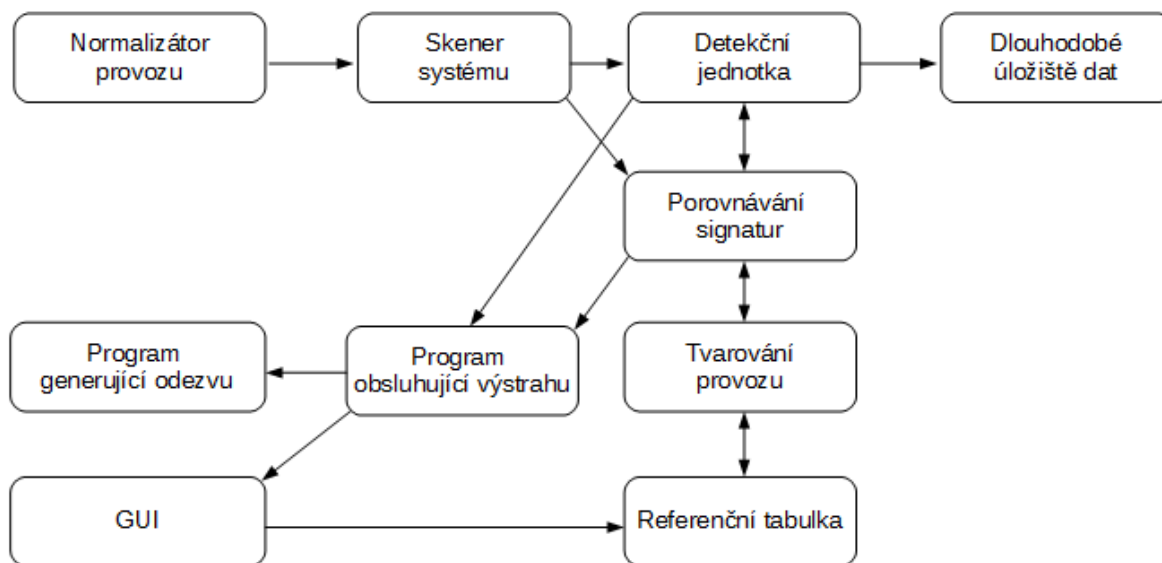 Normalizátor
provozu
Skener
systému
Detekční
jednotka
Dlouhodobé
úložiště dat
Porovnávání
signatur
Program
generující odezvu
Program
obsluhující výstrahu
Tvarování
provozu
GUI
Referenční tabulka